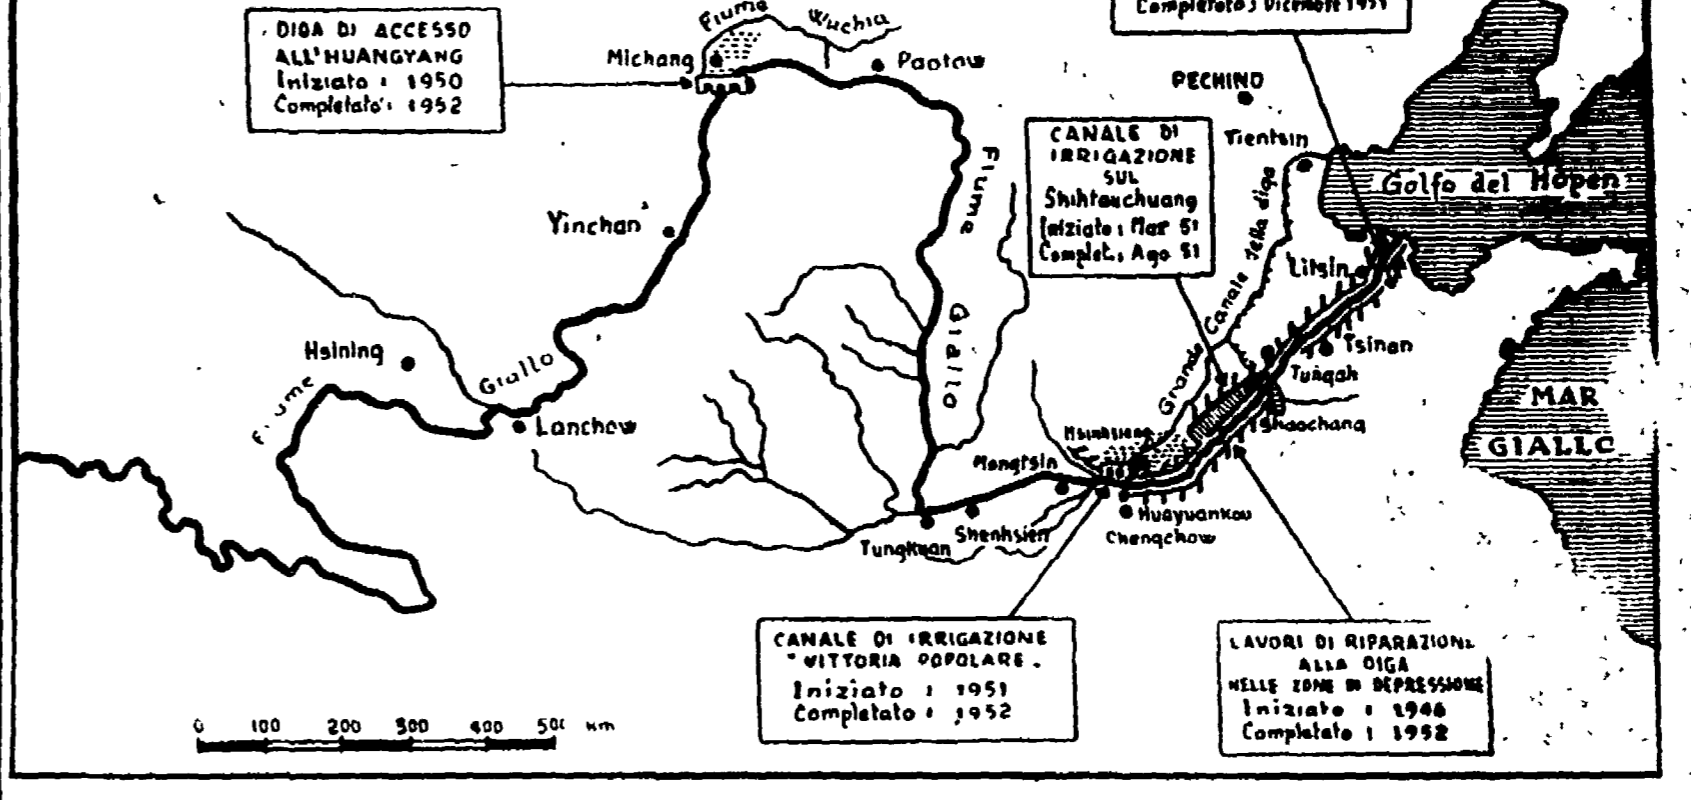 Completato: Dicembre 1951
DIGA DI ACCESSO
ALL'HUANGYANG
Iniziato : 1950
Completato : 1952
Fiume Wuchia
Michang
Paotow
PECHINO
Tientsin
CANALE DI
IRRIGAZIONE
SUL
Shihtouchuang
Iniziato : Mar 51
Complet. : Ago 51
Golfo del Hopen
Grande Canale della diga
Yinchan
Fiume Giallo
Litsin
Tsinan
Hsining
Fiume Giallo
Lanchow
Tungah
Shaochang
MAR
GIALLO
Mengtsin
Huayuankou
Chengchow
Shenhsien
Tungkuan
CANALE DI IRRIGAZIONE
"VITTORIA POPOLARE"
Iniziato : 1951
Completato : 1952
LAVORI DI RIPARAZIONE
ALLA DIGA
NELLE ZONE DI DEPRESSIONE
Iniziato : 1946
Completato : 1952
0 100 200 300 400 500 km